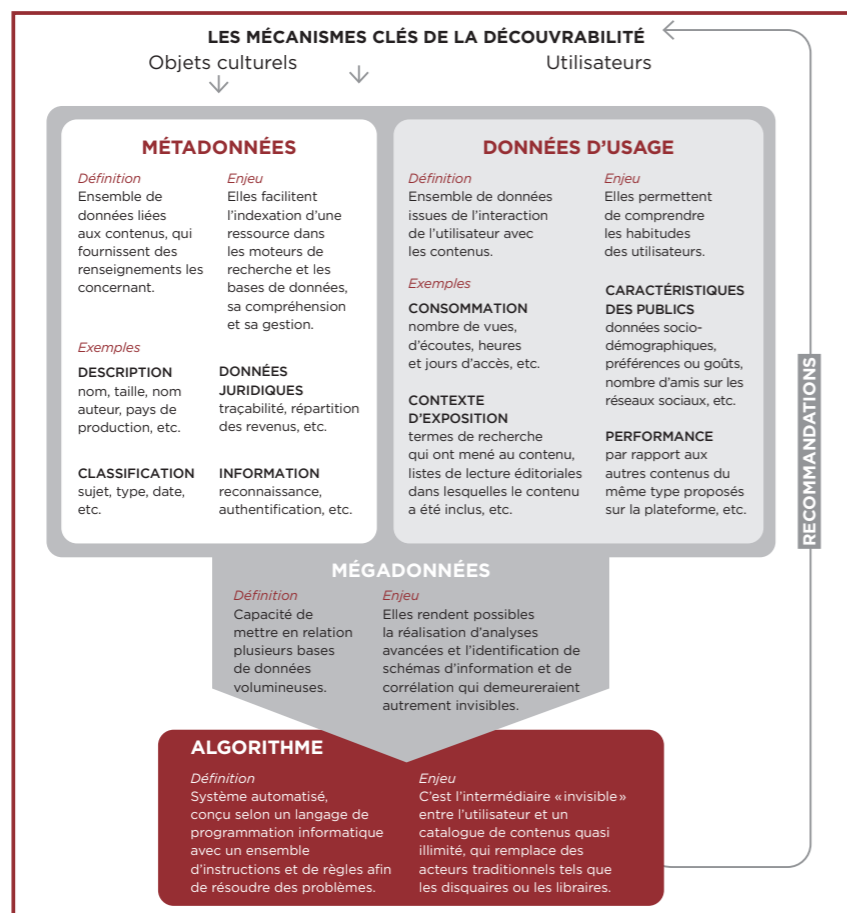 LES MÉCANISMES CLÉS DE LA DÉCOUVRABILITÉ
Objets culturels
Utilisateurs
MÉTADONNÉES
Définition
Ensemble de
données liées
aux contenus, qui
fournissent des
renseignements les
concernant.
Enjeu
Elles facilitent
l'indexation d'une
ressource dans
les moteurs de
recherche et les
bases de données,
sa compréhension
et sa gestion.
Exemples
DESCRIPTION
nom, taille, nom
auteur, pays de
production, etc.
DONNÉES
JURIDIQUES
traçabilité, répartition
des revenus, etc.
CLASSIFICATION
sujet, type, date,
etc.
INFORMATION
reconnaissance,
authentification, etc.
DONNÉES D'USAGE
Définition
Ensemble de données
issues de l'interaction
de l'utilisateur avec
les contenus.
Enjeu
Elles permettent
de comprendre
les habitudes
des utilisateurs.
Exemples
CONSOMMATION
nombre de vues,
d'écoutes, heures
et jours d'accès, etc.
CARACTÉRISTIQUES
DES PUBLICS
données socio-
démographiques,
préférences ou goûts,
nombre d'amis sur les
réseaux sociaux, etc.
CONTEXTE
D'EXPOSITION
termes de recherche
qui ont mené au contenu,
listes de lecture éditoriales
dans lesquelles le contenu
a été inclus, etc.
PERFORMANCE
par rapport aux
autres contenus du
même type proposés
sur la plateforme, etc.
MÉGADONNÉES
Définition
Capacité de
mettre en relation
plusieurs bases
de données
volumineuses.
Enjeu
Elles rendent possibles
la réalisation d'analyses
avancées et l'identification de
schémas d'information et de
corrélation qui demeureraient
autrement invisibles.
ALGORITHME
Définition
Système automatisé,
conçu selon un langage de
programmation informatique
avec un ensemble
d'instructions et de règles afin
de résoudre des problèmes.
Enjeu
C'est l'intermédiaire «invisible»
entre l'utilisateur et un
catalogue de contenus quasi
illimité, qui remplace des
acteurs traditionnels tels que
les disquaires ou les libraires.
RECOMMANDATIONS